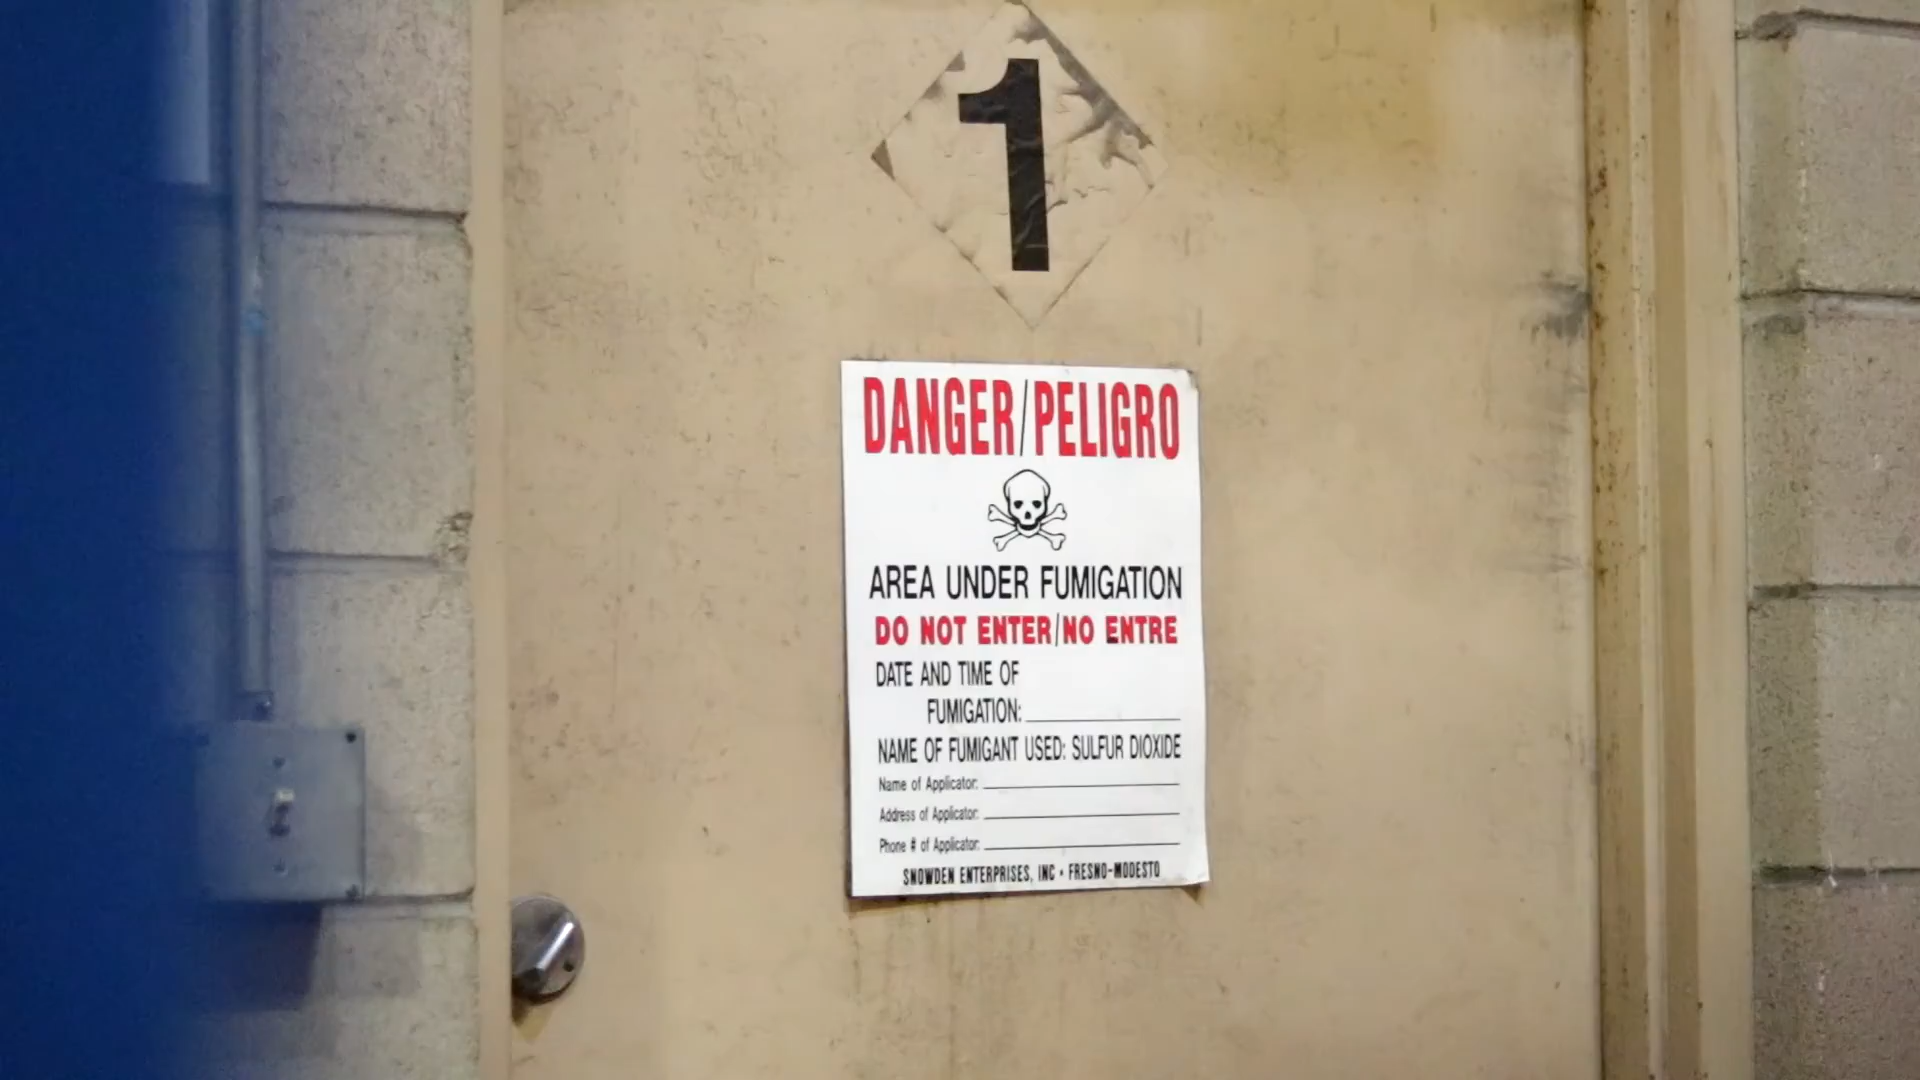 1
DANGER/PELIGRO
AREA UNDER FUMIGATION
DO NOT ENTER/NO ENTRE
DATE AND TIME OF
FUMIGATION:
NAME OF FUMIGANT USED: SULFUR DIOXIDE
Name of Applicator:
Address of Applicator:
Phone # of Applicator:
SNOWDEN ENTERPRISES, INC • FRESNO-MODESTO